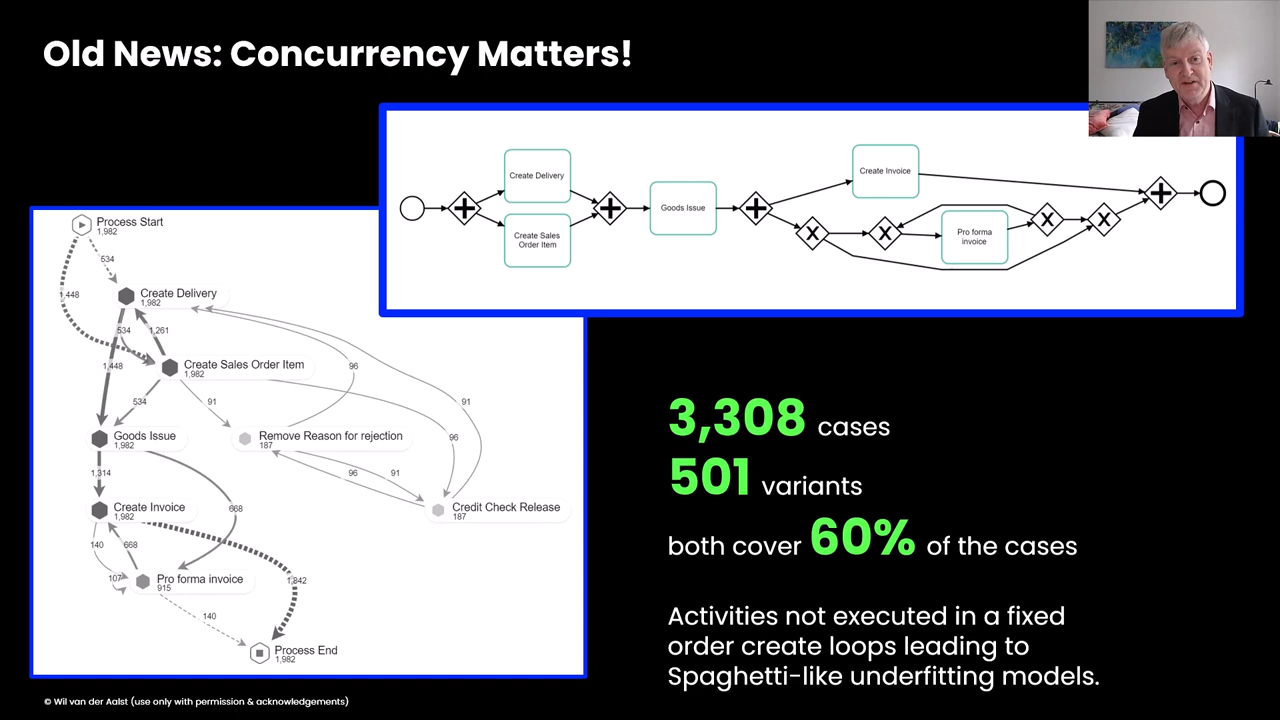 Old News: Concurrency Matters!
Create Delivery
Create Sales
Order Item
Goods Issue
Create Invoice
Pro forma
invoice
X
X
X
X
Process Start
1,982
534
1,448
Create Delivery
1,982
534
1,261
1,448
Create Sales Order Item
1,982
96
534
91
91
Goods Issue
1,982
Remove Reason for rejection
187
96
1,314
96
91
Create Invoice
1,982
668
Credit Check Release
187
140
668
107
Pro forma invoice
915
1,842
140
Process End
1,982
3,308 cases
501 variants
both cover 60% of the cases
Activities not executed in a fixed
order create loops leading to
Spaghetti-like underfitting models.
© Wil van der Aalst (use only with permission & acknowledgements)